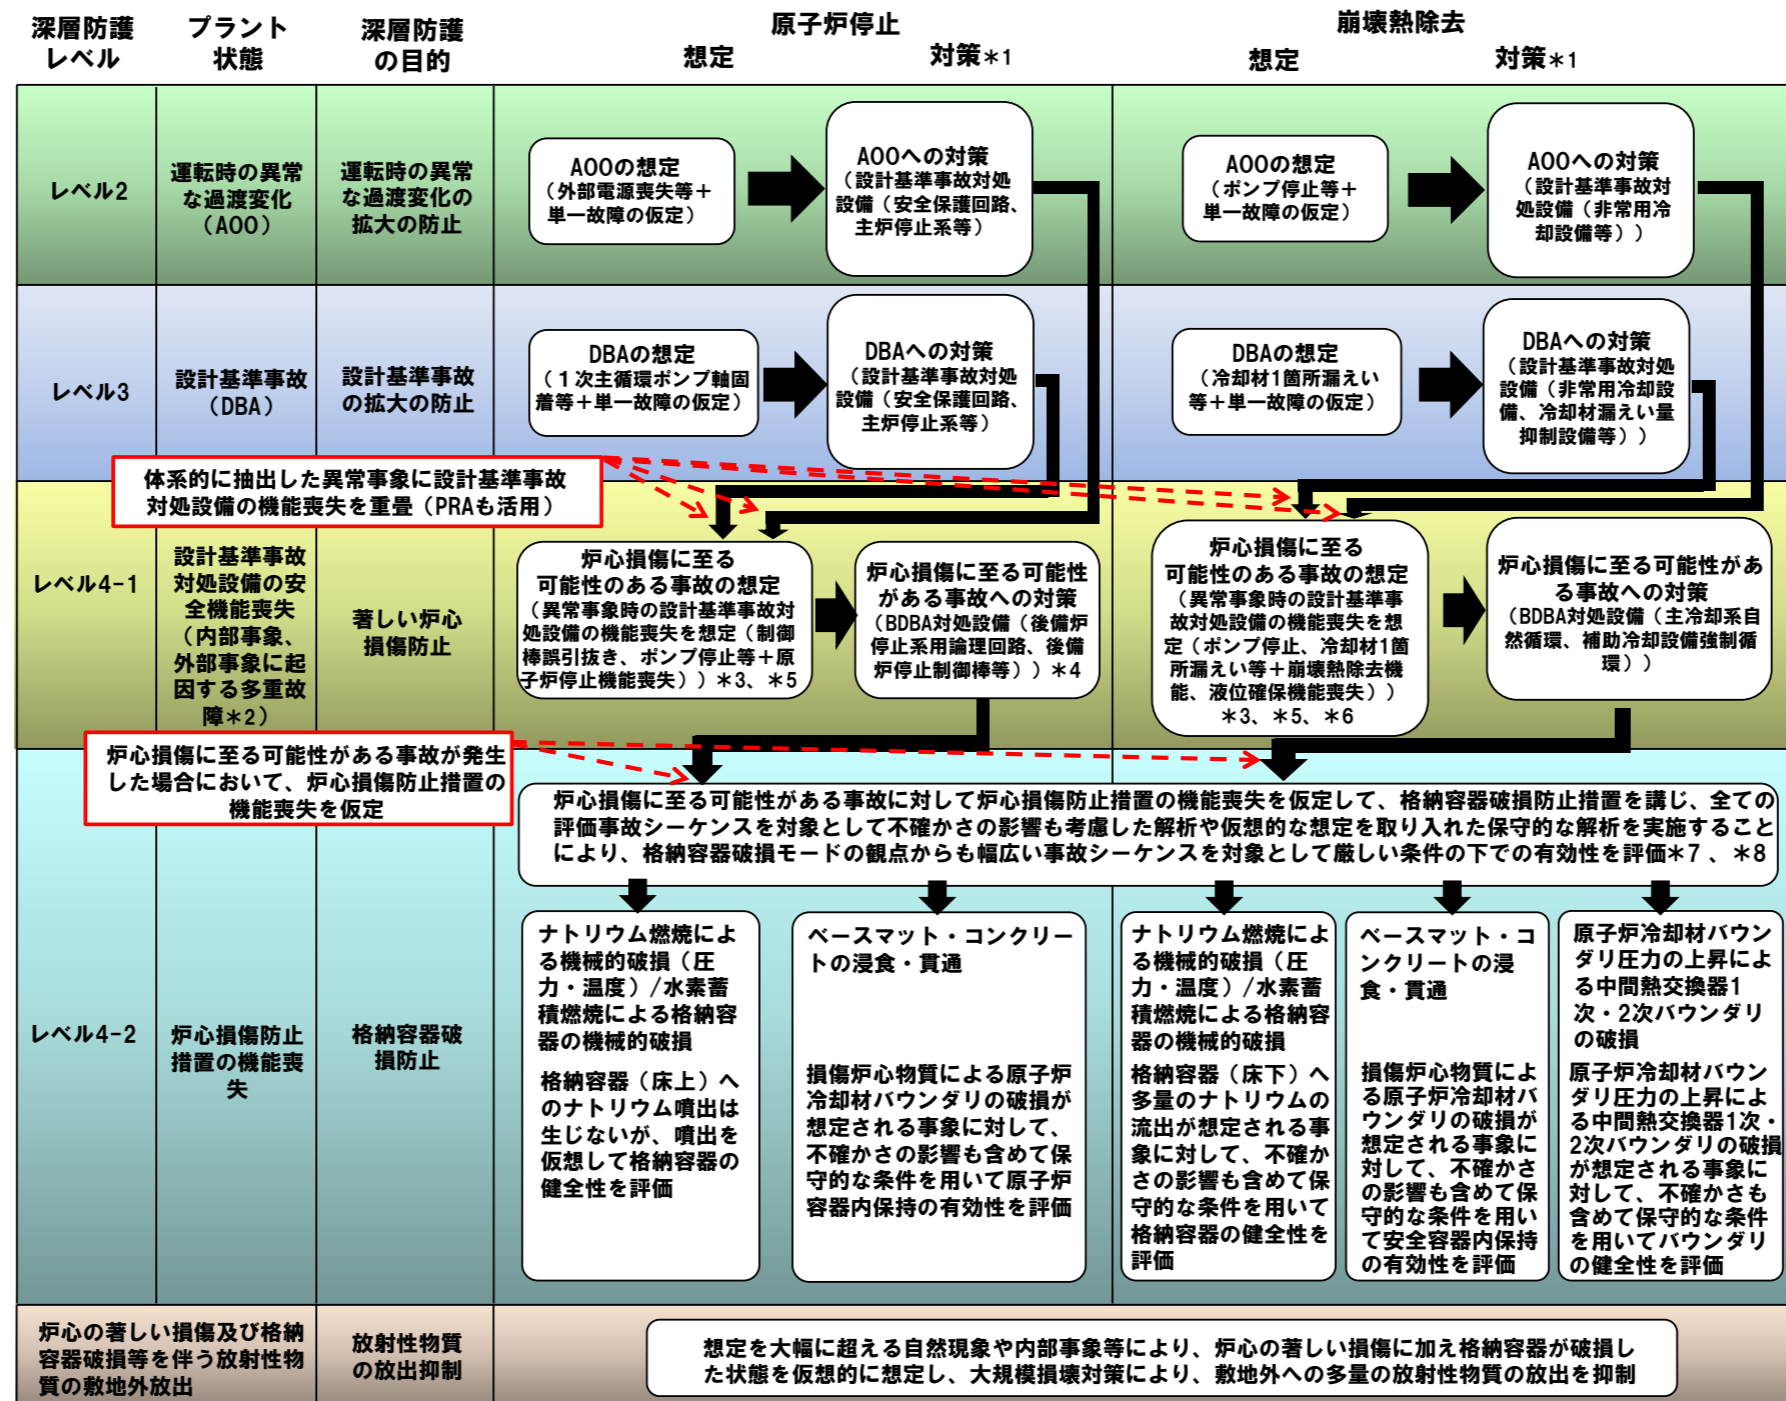 深層防護
レベル
プラント
状態
深層防護
の目的
原子炉停止
想定
対策＊1
崩壊熱除去
想定
対策＊1
レベル2
運転時の異常
な過渡変化
（AOO）
運転時の異常
な過渡変化の
拡大の防止
AOOの想定
（外部電源喪失等＋
単一故障の仮定）
AOOへの対策
（設計基準事故対処
設備（安全保護回路、
主炉停止系等）
AOOの想定
（ポンプ停止等＋
単一故障の仮定）
AOOへの対策
（設計基準事故対
処設備（非常用冷
却設備等））
レベル3
設計基準事故
（DBA）
設計基準事故
の拡大の防止
DBAの想定
（１次主循環ポンプ軸固
着等＋単一故障の仮定）
DBAへの対策
（設計基準事故対処
設備（安全保護回路、
主炉停止系等）
DBAの想定
（冷却材1箇所漏えい
等＋単一故障の仮定）
DBAへの対策
（設計基準事故対処
設備（非常用冷却設
備、冷却材漏えい量
抑制設備等））
体系的に抽出した異常事象に設計基準事故
対処設備の機能喪失を重畳（PRAも活用）
レベル4-1
設計基準事故
対処設備の安
全機能喪失
（内部事象、
外部事象に起
因する多重故
障＊2）
著しい炉心
損傷防止
炉心損傷に至る
可能性のある事故の想定
（異常事象時の設計基準事故対
処設備の機能喪失を想定（制御
棒誤引抜き、ポンプ停止等＋原
子炉停止機能喪失））＊3、＊5
炉心損傷に至る可能性
がある事故への対策
（BDBA対処設備（後備炉
停止系用論理回路、後備
炉停止制御棒等））＊4
炉心損傷に至る
可能性のある事故の想定
（異常事象時の設計基準事
故対処設備の機能喪失を想
定（ポンプ停止、冷却材1箇
所漏えい等＋崩壊熱除去機
能、液位確保機能喪失））
＊3、＊5、＊6
炉心損傷に至る可能性があ
る事故への対策
（BDBA対処設備（主冷却系自
然循環、補助冷却設備強制循
環））
炉心損傷に至る可能性がある事故が発生
した場合において、炉心損傷防止措置の
機能喪失を仮定
レベル4-2
炉心損傷防止
措置の機能喪
失
格納容器破
損防止
炉心損傷に至る可能性がある事故に対して炉心損傷防止措置の機能喪失を仮定して、格納容器破損防止措置を講じ、全ての
評価事故シーケンスを対象として不確かさの影響も考慮した解析や仮想的な想定を取り入れた保守的な解析を実施すること
により、格納容器破損モードの観点からも幅広い事故シーケンスを対象として厳しい条件の下での有効性を評価＊7 、＊8
ナトリウム燃焼によ
る機械的破損（圧
力・温度）/水素蓄
積燃焼による格納容
器の機械的破損
格納容器（床上）へ
のナトリウム噴出は
生じないが、噴出を
仮想して格納容器の
健全性を評価
ベースマット・コンクリー
トの浸食・貫通
損傷炉心物質による原子炉
冷却材バウンダリの破損が
想定される事象に対して、
不確かさの影響も含めて保
守的な条件を用いて原子炉
容器内保持の有効性を評価
ナトリウム燃焼によ
る機械的破損（圧
力・温度）/水素蓄
積燃焼による格納容
器の機械的破損
格納容器（床下）へ
多量のナトリウムの
流出が想定される事
象に対して、不確か
さの影響も含めて保
守的な条件を用いて
格納容器の健全性を
評価
ベースマット・コ
ンクリートの浸
食・貫通
損傷炉心物質によ
る原子炉冷却材バ
ウンダリの破損が
想定される事象に
対して、不確かさ
の影響も含めて保
守的な条件を用い
て安全容器内保持
の有効性を評価
原子炉冷却材バウン
ダリ圧力の上昇によ
る中間熱交換器1
次・2次バウンダリ
の破損
原子炉冷却材バウン
ダリ圧力の上昇によ
る中間熱交換器1次・
2次バウンダリの破損
が想定される事象に
対して、不確かさも
含めて保守的な条件
を用いてバウンダリ
の健全性を評価
炉心の著しい損傷及び格納
容器破損等を伴う放射性物
質の敷地外放出
放射性物質
の放出抑制
想定を大幅に超える自然現象や内部事象等により、炉心の著しい損傷に加え格納容器が破損し
た状態を仮想的に想定し、大規模損壊対策により、敷地外への多量の放射性物質の放出を抑制